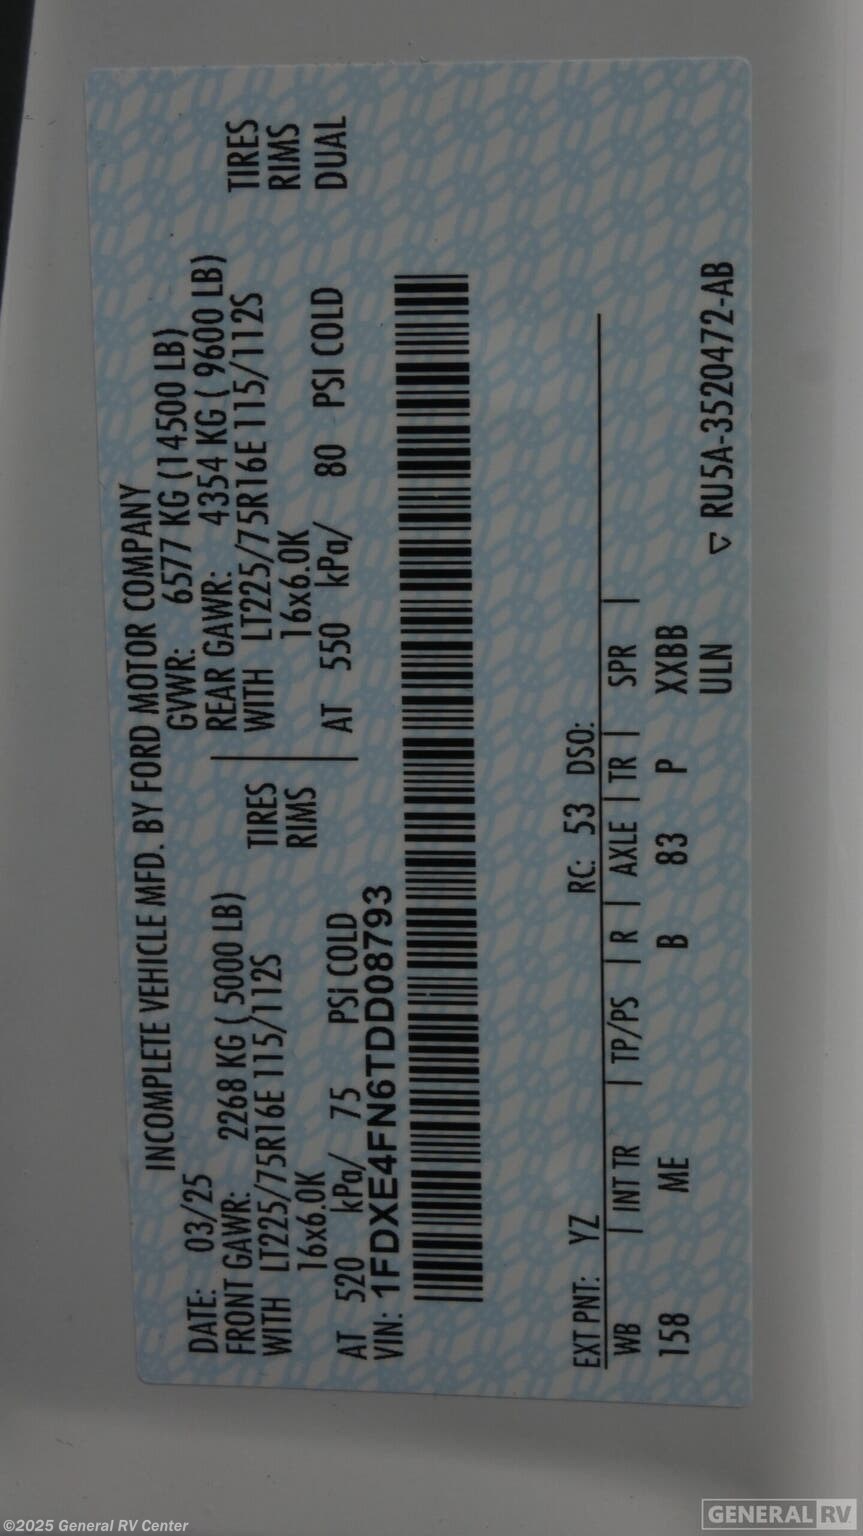 INCOMPLETE VEHICLE MFD. BY FORD MOTOR COMPANY
DATE: 03/25 GVWR: 6577 KG (14500 LB)
FRONT GAWR: 2268 KG ( 5000 LB) REAR GAWR: 4354 KG ( 9600 LB)
WITH LT225/75R16E 115/112S TIRES WITH LT225/75R16E 115/112S TIRES
16x6.0K RIMS 16x6.0K RIMS
AT 520 kPa/ 75 PSI COLD AT 550 kPa/ 80 PSI COLD DUAL
VIN: 1FDXE4FN6TDD08793
EXT PNT: YZ RC: 53 DSO:
WB | INT TR | TP/PS | R | AXLE | TR | SPR |
158 ME B 83 P XXBB
ULN ▽ RU5A-3520472-AB
©2025 General RV Center
GENERAL RV